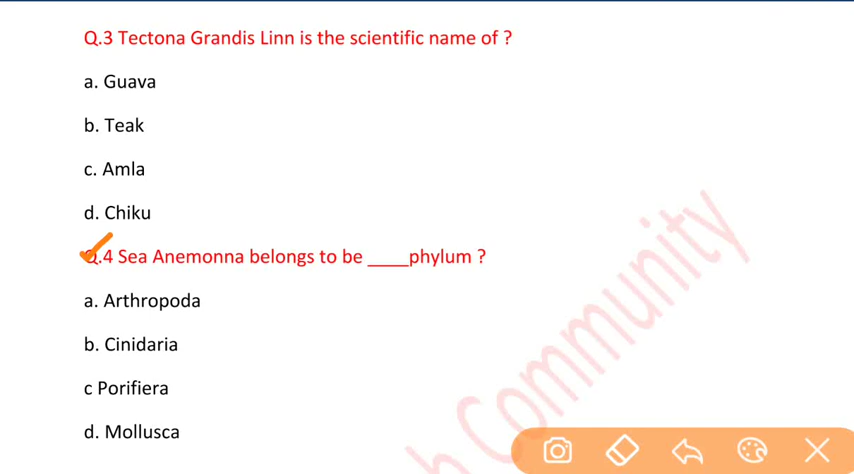 Q.3 Tectona Grandis Linn is the scientific name of ?
a. Guava
b. Teak
c. Amla
d. Chiku
Q.4 Sea Anemonna belongs to be ____phylum ?
a. Arthropoda
b. Cinidaria
c Porifiera
d. Mollusca
Community